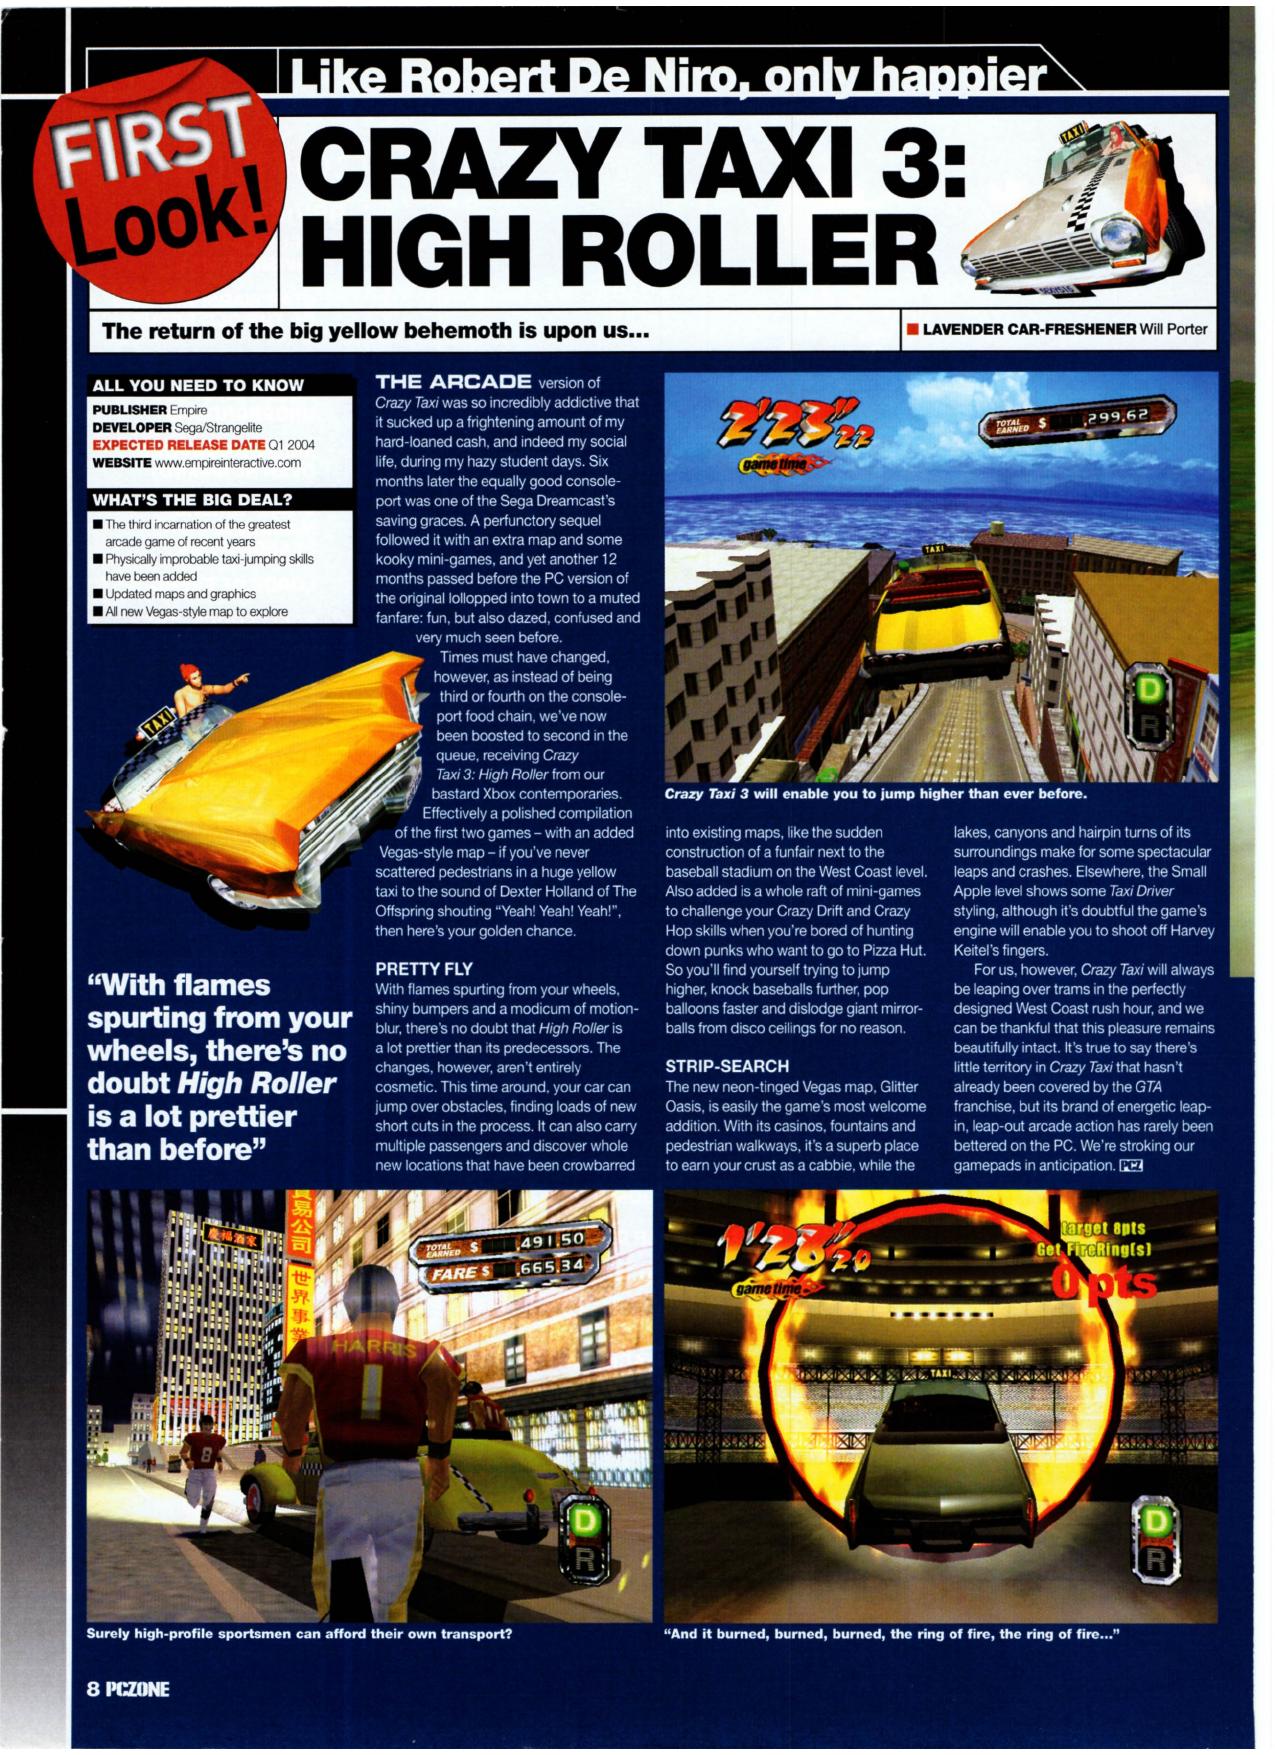 Like Robert De Niro, only happier
FIRST
Look!
CRAZY TAXI 3:
HIGH ROLLER
The return of the big yellow behemoth is upon us...
■ LAVENDER CAR-FRESHENER Will Porter
ALL YOU NEED TO KNOW
PUBLISHER Empire
DEVELOPER Sega/Strangelite
EXPECTED RELEASE DATE Q1 2004
WEBSITE www.empireinteractive.com
WHAT'S THE BIG DEAL?
■ The third incarnation of the greatest
arcade game of recent years
■ Physically improbable taxi-jumping skills
have been added
■ Updated maps and graphics
■ All new Vegas-style map to explore
TAXI
"With flames
spurting from your
wheels, there's no
doubt High Roller
is a lot prettier
than before"
THE ARCADE version of
Crazy Taxi was so incredibly addictive that
it sucked up a frightening amount of my
hard-loaned cash, and indeed my social
life, during my hazy student days. Six
months later the equally good console-
port was one of the Sega Dreamcast's
saving graces. A perfunctory sequel
followed it with an extra map and some
kooky mini-games, and yet another 12
months passed before the PC version of
the original lollopped into town to a muted
fanfare: fun, but also dazed, confused and
very much seen before.
Times must have changed,
however, as instead of being
third or fourth on the console-
port food chain, we've now
been boosted to second in the
queue, receiving Crazy
Taxi 3: High Roller from our
bastard Xbox contemporaries.
Effectively a polished compilation
of the first two games – with an added
Vegas-style map – if you've never
scattered pedestrians in a huge yellow
taxi to the sound of Dexter Holland of The
Offspring shouting "Yeah! Yeah! Yeah!",
then here's your golden chance.
PRETTY FLY
With flames spurting from your wheels,
shiny bumpers and a modicum of motion-
blur, there's no doubt that High Roller is
a lot prettier than its predecessors. The
changes, however, aren't entirely
cosmetic. This time around, your car can
jump over obstacles, finding loads of new
short cuts in the process. It can also carry
multiple passengers and discover whole
new locations that have been crowbarred
2'23"22
game time
TOTAL EARNED $ 299.62
TAXI
D
R
Crazy Taxi 3 will enable you to jump higher than ever before.
into existing maps, like the sudden
construction of a funfair next to the
baseball stadium on the West Coast level.
Also added is a whole raft of mini-games
to challenge your Crazy Drift and Crazy
Hop skills when you're bored of hunting
down punks who want to go to Pizza Hut.
So you'll find yourself trying to jump
higher, knock baseballs further, pop
balloons faster and dislodge giant mirror-
balls from disco ceilings for no reason.
STRIP-SEARCH
The new neon-tinged Vegas map, Glitter
Oasis, is easily the game's most welcome
addition. With its casinos, fountains and
pedestrian walkways, it's a superb place
to earn your crust as a cabbie, while the
lakes, canyons and hairpin turns of its
surroundings make for some spectacular
leaps and crashes. Elsewhere, the Small
Apple level shows some Taxi Driver
styling, although it's doubtful the game's
engine will enable you to shoot off Harvey
Keitel's fingers.
For us, however, Crazy Taxi will always
be leaping over trams in the perfectly
designed West Coast rush hour, and we
can be thankful that this pleasure remains
beautifully intact. It's true to say there's
little territory in Crazy Taxi that hasn't
already been covered by the GTA
franchise, but its brand of energetic leap-
in, leap-out arcade action has rarely been
bettered on the PC. We're stroking our
gamepads in anticipation. PCZ
慶福酒家
貿易公司
世界事業
TOTAL EARNED $ 491.50
FARE $ 665.34
HARRIS
1
8
D
R
Surely high-profile sportsmen can afford their own transport?
1'28"20
game time
target 8pts
Get FireRing(s)
0 pts
TAXI
D
R
"And it burned, burned, burned, the ring of fire, the ring of fire..."
8 PCZONE